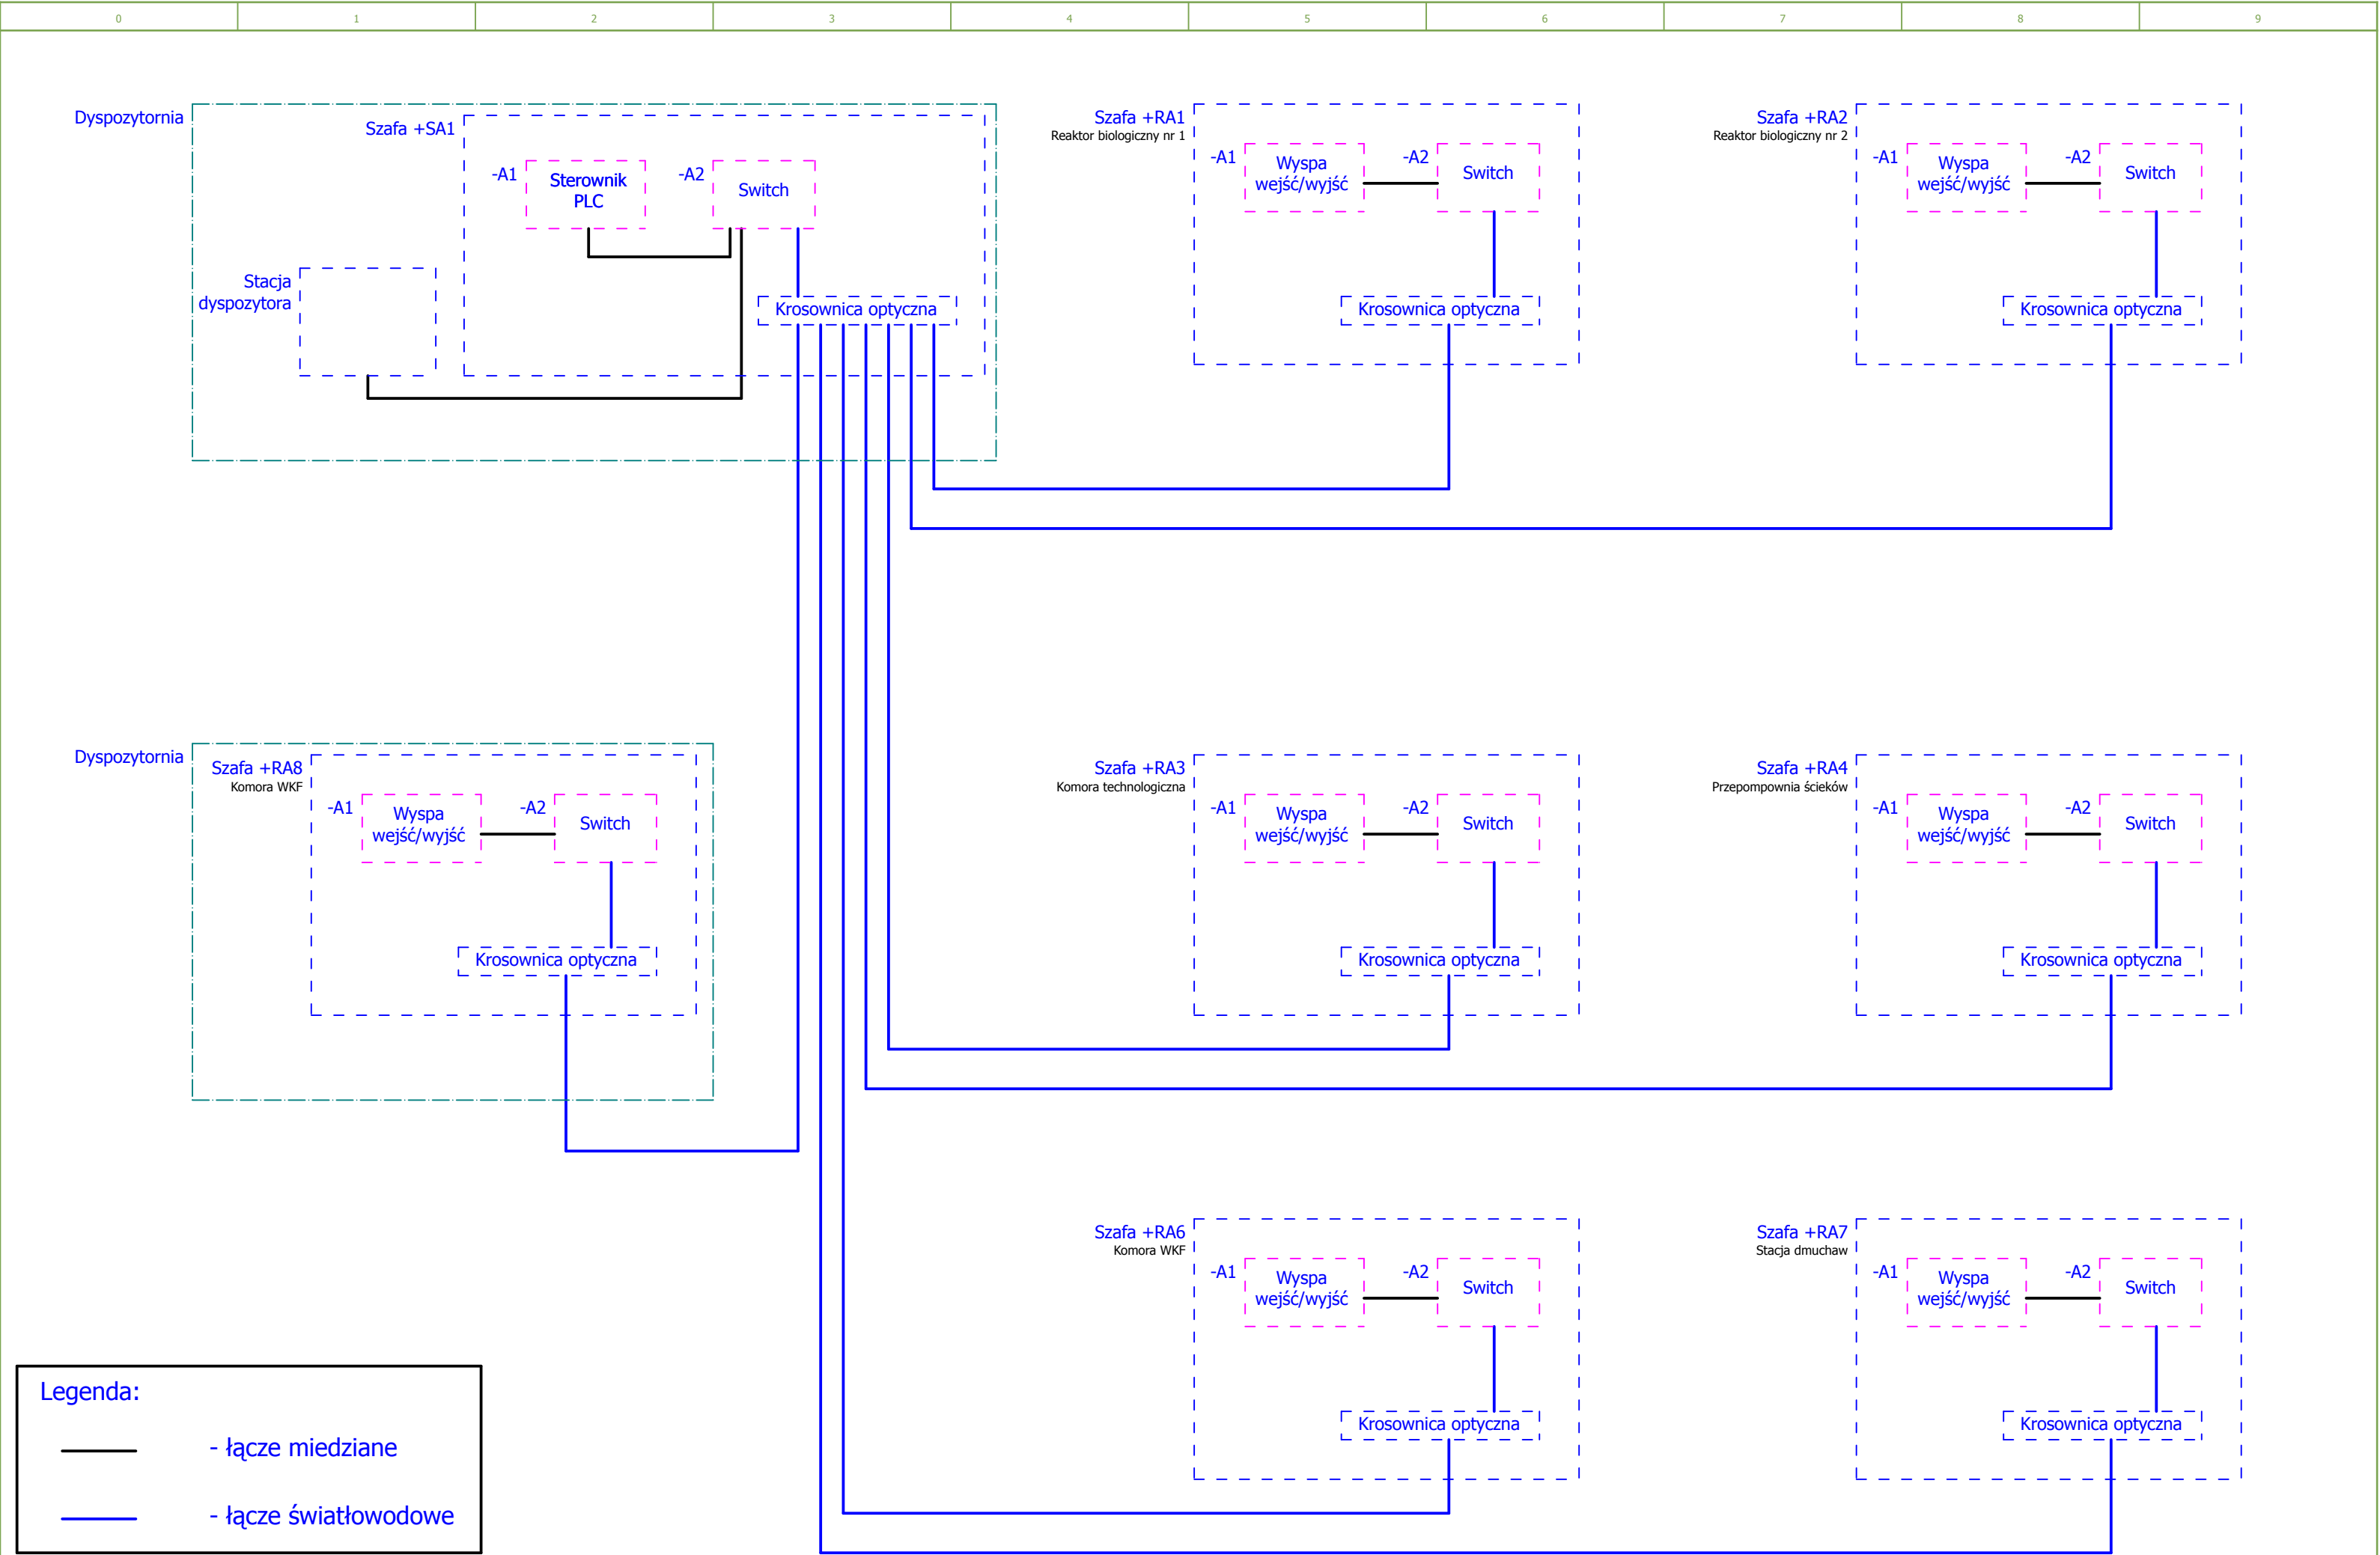 0 1 2 3 4 5 6 7 8 9
Dyspozytornia
Szafa +SA1
-A1
Sterownik
PLC
-A2
Switch
Stacja
dyspozytora
Krosownica optyczna
Szafa +RA1
Reaktor biologiczny nr 1
-A1
Wyspa
wejść/wyjść
-A2
Switch
Krosownica optyczna
Szafa +RA2
Reaktor biologiczny nr 2
-A1
Wyspa
wejść/wyjść
-A2
Switch
Krosownica optyczna
Dyspozytornia
Szafa +RA8
Komora WKF
-A1
Wyspa
wejść/wyjść
-A2
Switch
Krosownica optyczna
Szafa +RA3
Komora technologiczna
-A1
Wyspa
wejść/wyjść
-A2
Switch
Krosownica optyczna
Szafa +RA4
Przepompownia ścieków
-A1
Wyspa
wejść/wyjść
-A2
Switch
Krosownica optyczna
Szafa +RA6
Komora WKF
-A1
Wyspa
wejść/wyjść
-A2
Switch
Krosownica optyczna
Szafa +RA7
Stacja dmuchaw
-A1
Wyspa
wejść/wyjść
-A2
Switch
Krosownica optyczna
Legenda:
- łącze miedziane
- łącze światłowodowe